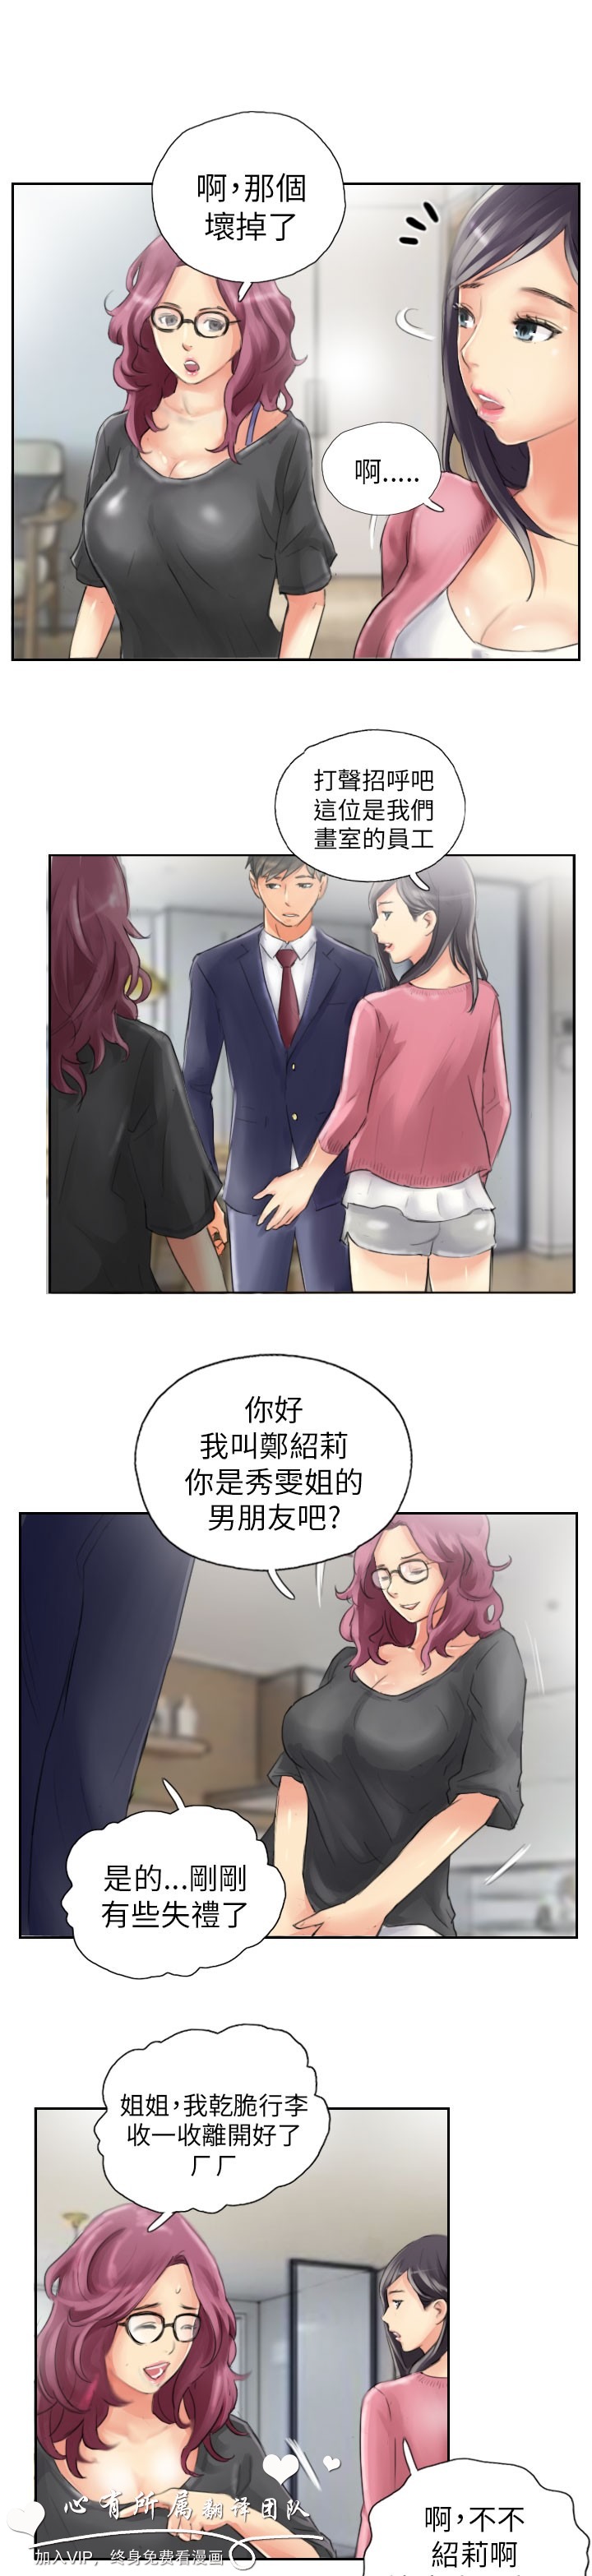 啊，那個
壞掉了
啊.....
打聲招呼吧
這位是我們
畫室的員工
你好
我叫鄭紹莉
你是秀雯姐的
男朋友吧?
是的...剛剛
有些失禮了
姐姐，我乾脆行李
收一收離開好了
ㄏㄏ
心有所属翻译团队
加入VIP，终身免费看漫画
啊，不不
紹莉啊